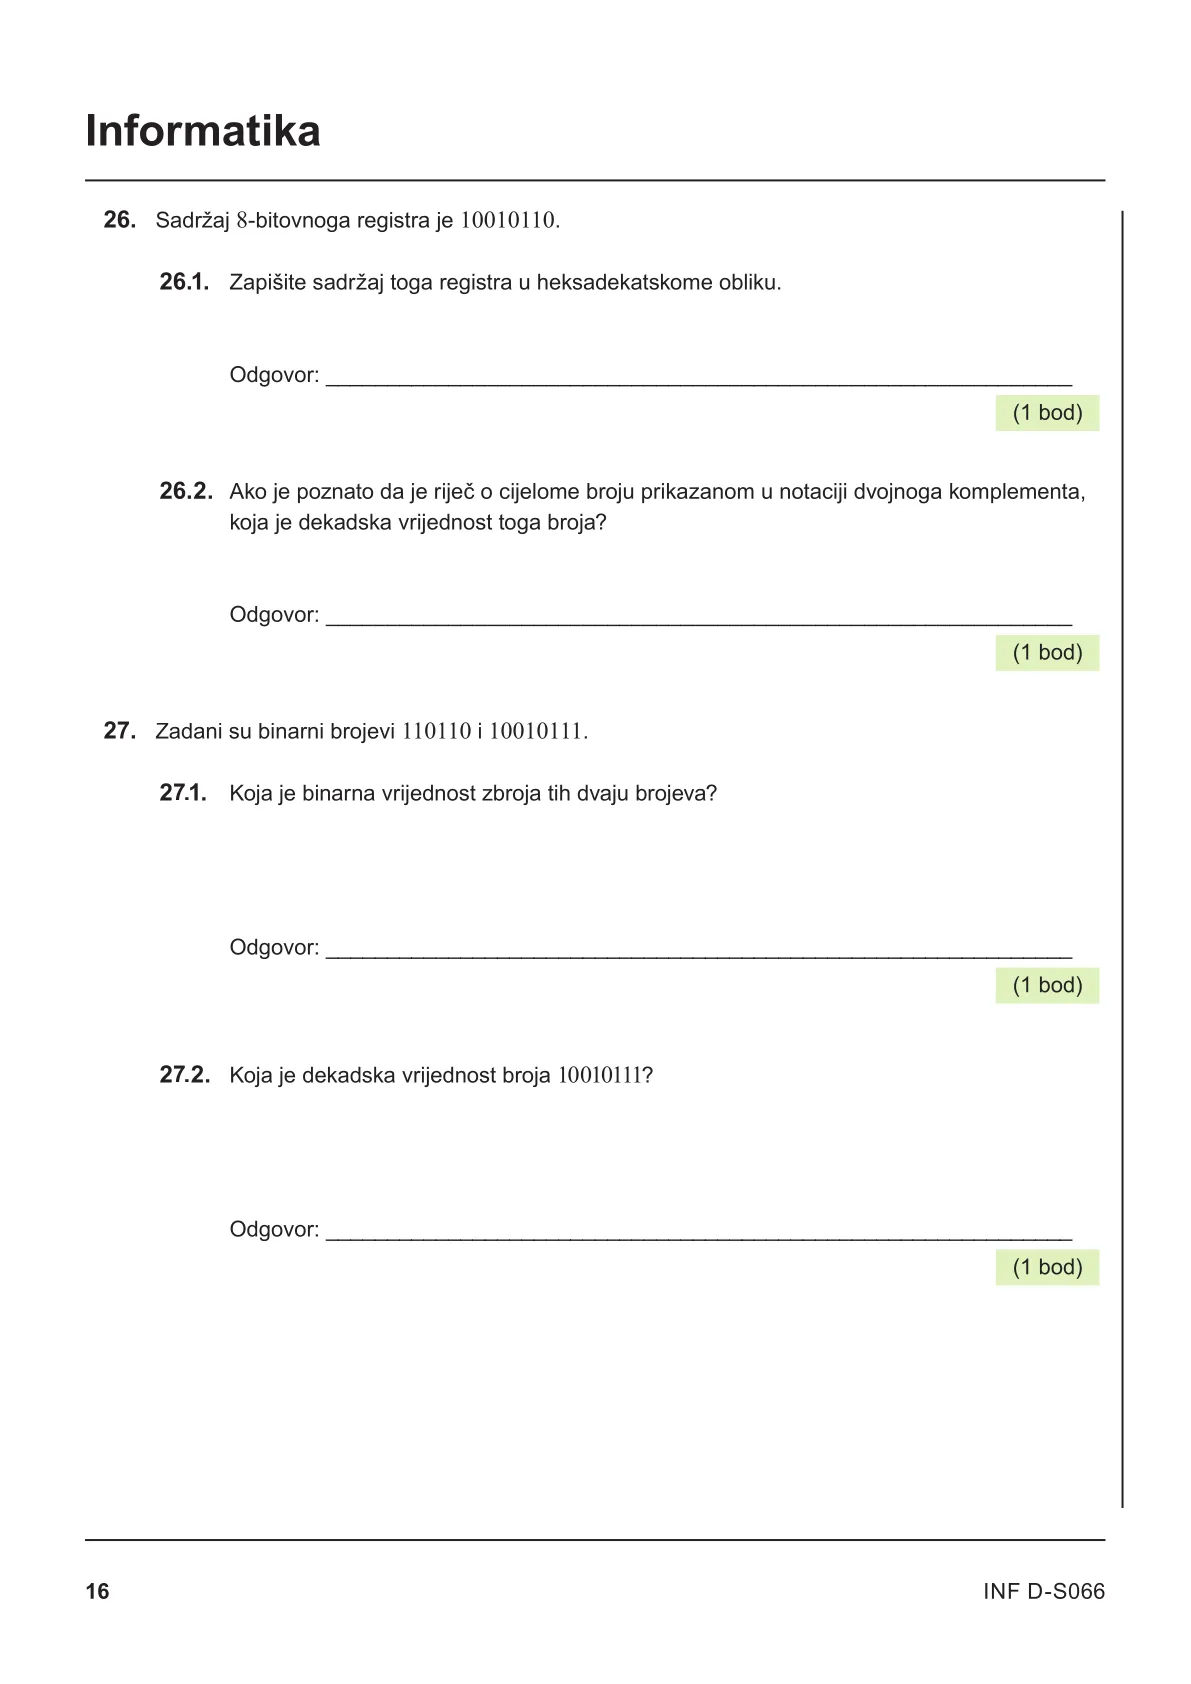 Informatika
26. Sadržaj 8-bitovnoga registra je 10010110.
26.1. Zapišite sadržaj toga registra u heksadekatskome obliku.
Odgovor: _______________________________________________________________
(1 bod)
26.2. Ako je poznato da je riječ o cijelome broju prikazanom u notaciji dvojnoga komplementa,
koja je dekadska vrijednost toga broja?
Odgovor: _______________________________________________________________
(1 bod)
27. Zadani su binarni brojevi 110110 i 10010111.
27.1. Koja je binarna vrijednost zbroja tih dvaju brojeva?
Odgovor: _______________________________________________________________
(1 bod)
27.2. Koja je dekadska vrijednost broja 10010111?
Odgovor: _______________________________________________________________
(1 bod)
16 INF D-S066